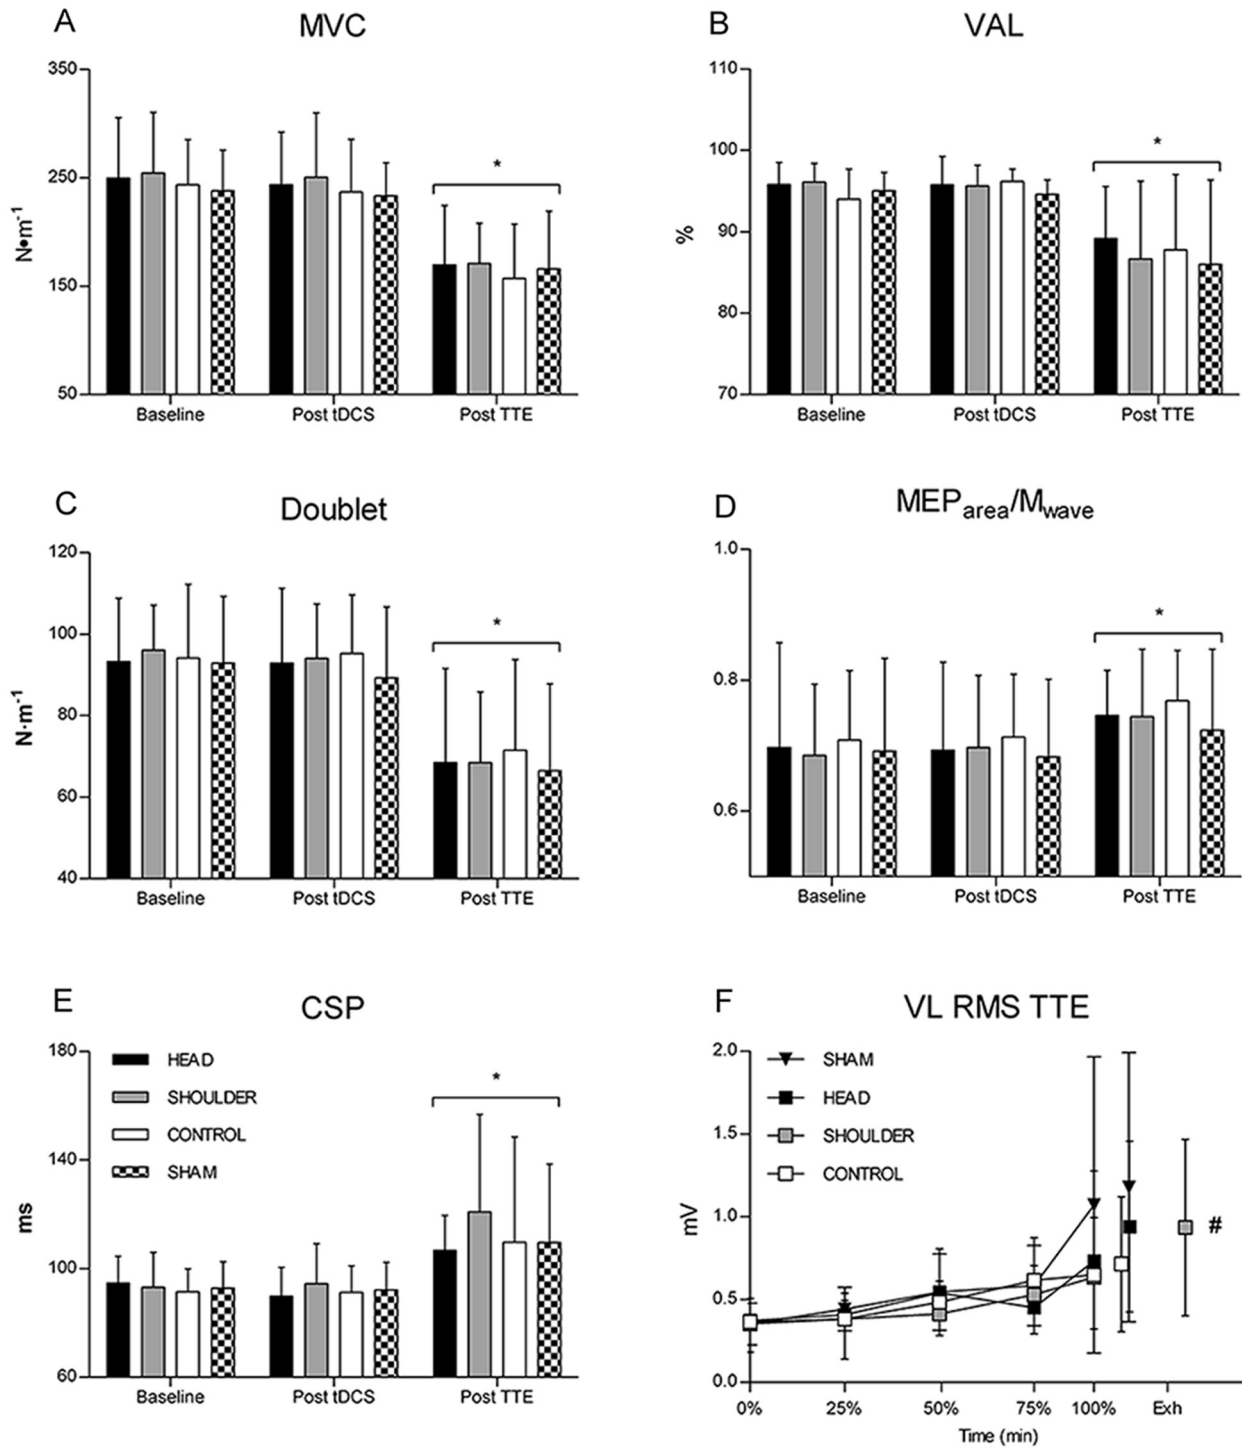 A
MVC
350
250
150
50
N•m-1
*
Baseline
Post tDCS
Post TTE
B
VAL
110
100
90
80
70
%
*
Baseline
Post tDCS
Post TTE
C
Doublet
120
100
80
60
40
N·m-1
*
Baseline
Post tDCS
Post TTE
D
MEParea/Mwave
1.0
0.8
0.6
*
Baseline
Post tDCS
Post TTE
E
CSP
180
140
100
60
ms
HEAD
SHOULDER
CONTROL
SHAM
*
Baseline
Post tDCS
Post TTE
F
VL RMS TTE
2.0
1.5
1.0
0.5
0.0
mV
SHAM
HEAD
SHOULDER
CONTROL
#
0%
25%
50%
75%
100%
Exh
Time (min)